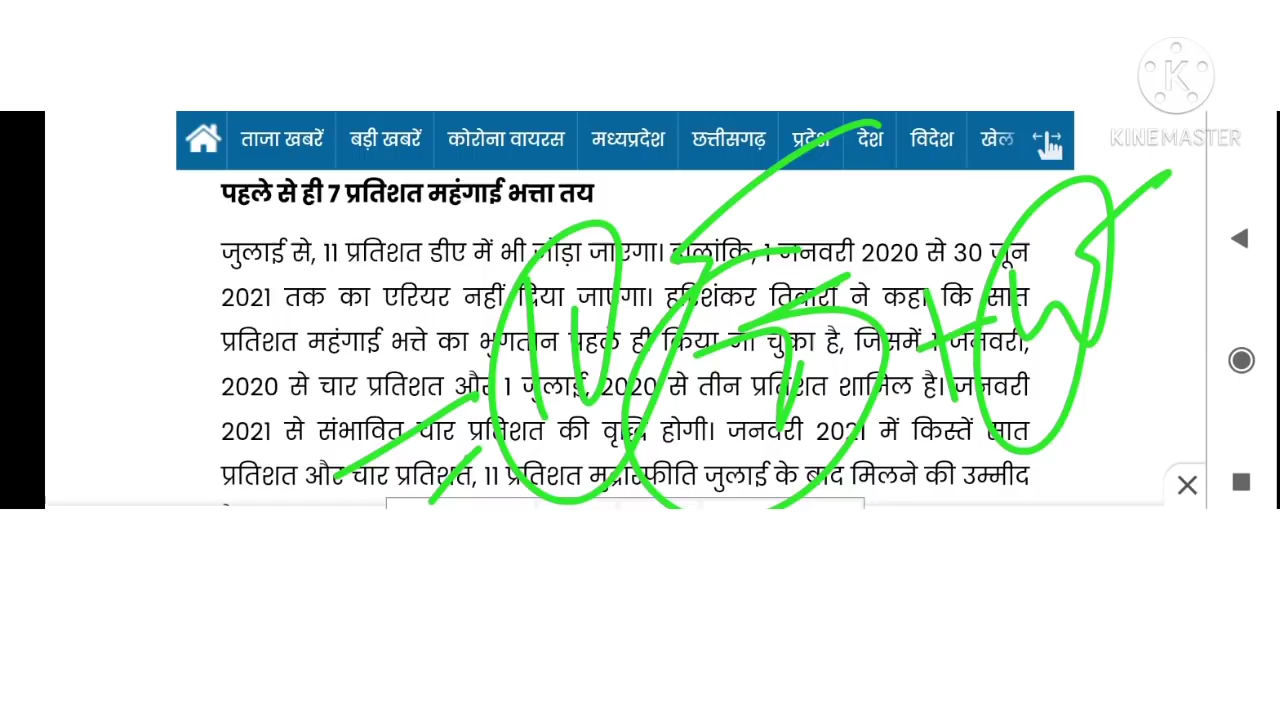 KINEMASTER
ताजा खबरें बड़ी खबरें कोरोना वायरस मध्यप्रदेश छत्तीसगढ़ प्रदेश देश विदेश खेल
पहले से ही 7 प्रतिशत महंगाई भत्ता तय
जुलाई से, 11 प्रतिशत डीए में भी जोड़ा जाएगा। हालांकि, 1 जनवरी 2020 से 30 जून
2021 तक का एरियर नहीं दिया जाएगा। हरिशंकर तिवारी ने कहा कि सात
प्रतिशत महंगाई भत्ते का भुगतान पहले ही किया जा चुका है, जिसमें 1 जनवरी,
2020 से चार प्रतिशत और 1 जुलाई, 2020 से तीन प्रतिशत शामिल है। जनवरी
2021 से संभावित चार प्रतिशत की वृद्धि होगी। जनवरी 2021 में किस्तें सात
प्रतिशत और चार प्रतिशत, 11 प्रतिशत मुद्रास्फीति जुलाई के बाद मिलने की उम्मीद